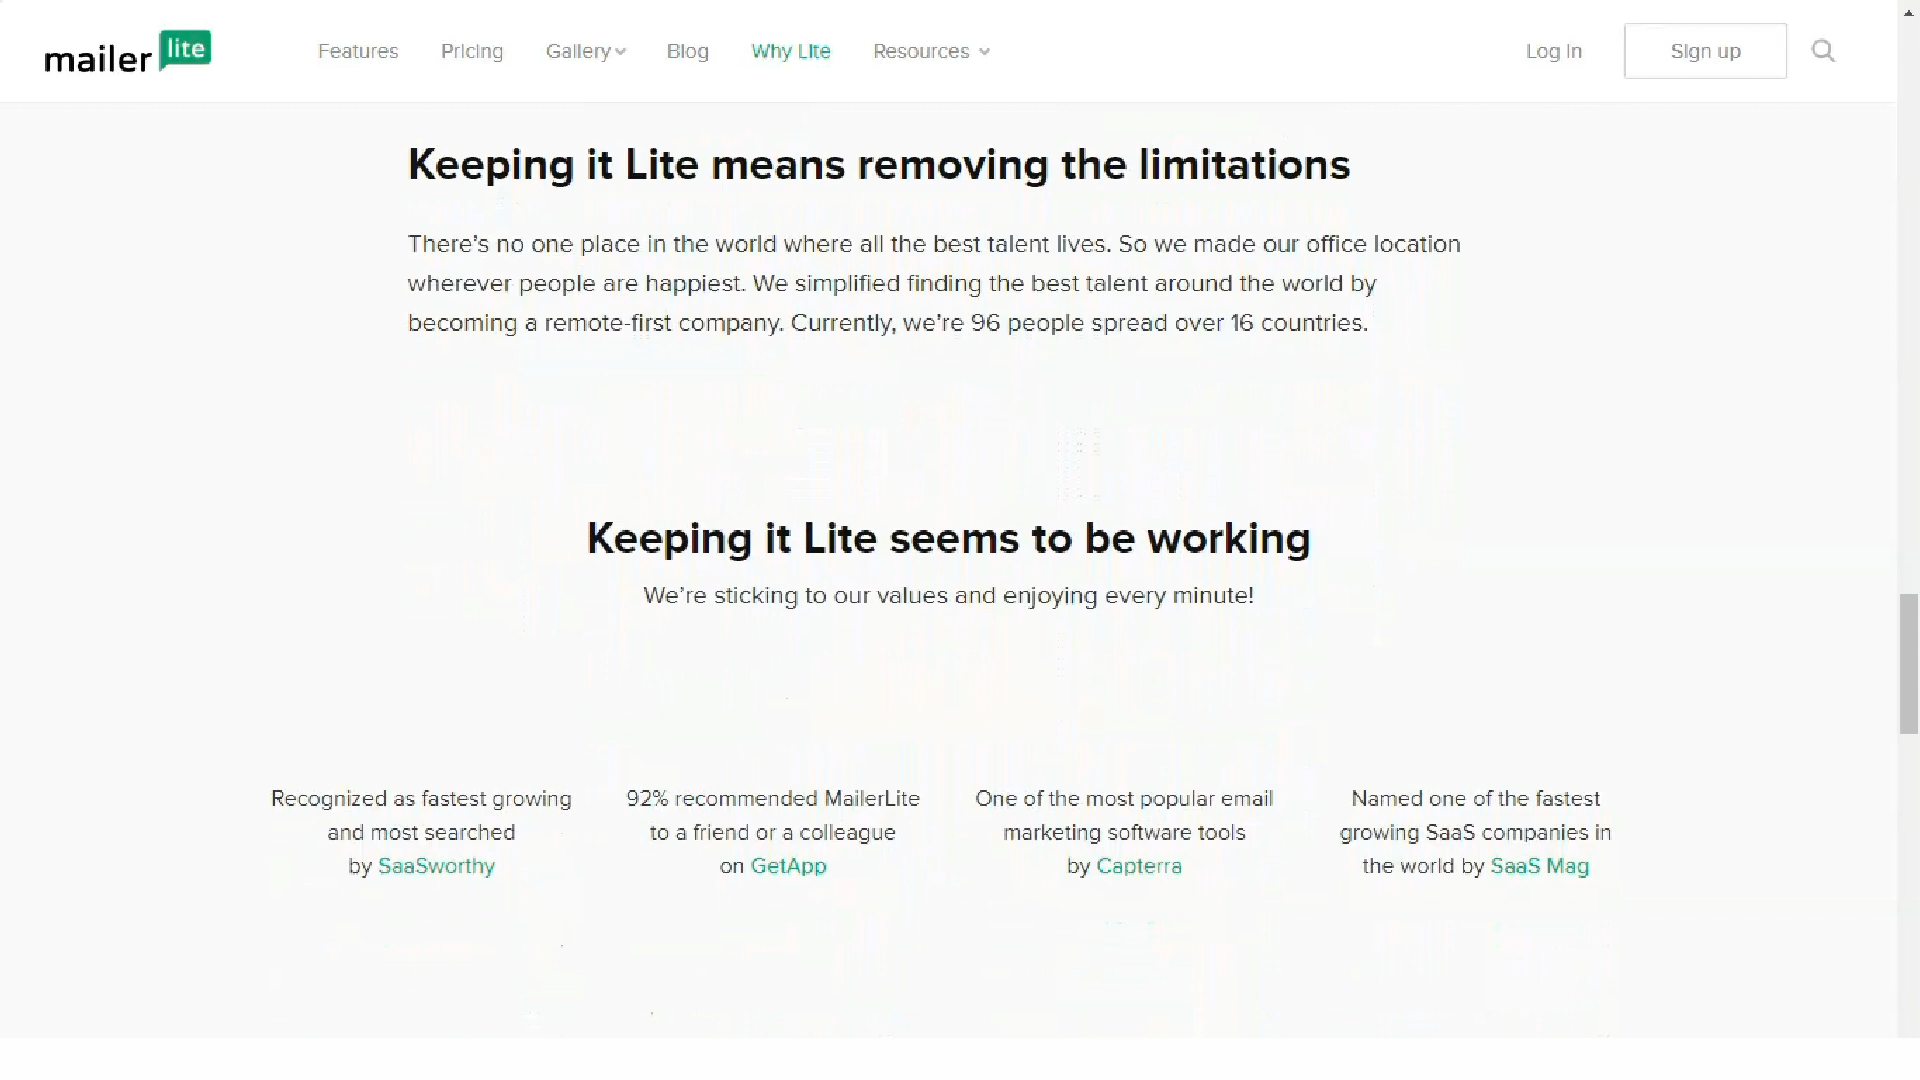 mailer lite
Features Pricing Gallery Blog Why Lite Resources Log in Sign up
Keeping it Lite means removing the limitations
There's no one place in the world where all the best talent lives. So we made our office location
wherever people are happiest. We simplified finding the best talent around the world by
becoming a remote-first company. Currently, we're 96 people spread over 16 countries.
Keeping it Lite seems to be working
We're sticking to our values and enjoying every minute!
Recognized as fastest growing
and most searched
by SaaSworthy
92% recommended MailerLite
to a friend or a colleague
on GetApp
One of the most popular email
marketing software tools
by Capterra
Named one of the fastest
growing SaaS companies in
the world by SaaS Mag